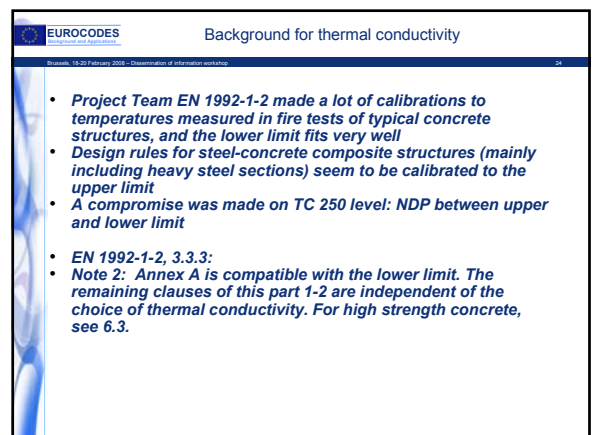 EUROCODES
Background and Applications
Background for thermal conductivity
Brussels, 18-20 February 2008 – Dissemination of information workshop 24
• Project Team EN 1992-1-2 made a lot of calibrations to
temperatures measured in fire tests of typical concrete
structures, and the lower limit fits very well
• Design rules for steel-concrete composite structures (mainly
including heavy steel sections) seem to be calibrated to the
upper limit
• A compromise was made on TC 250 level: NDP between upper
and lower limit
• EN 1992-1-2, 3.3.3:
• Note 2: Annex A is compatible with the lower limit. The
remaining clauses of this part 1-2 are independent of the
choice of thermal conductivity. For high strength concrete,
see 6.3.